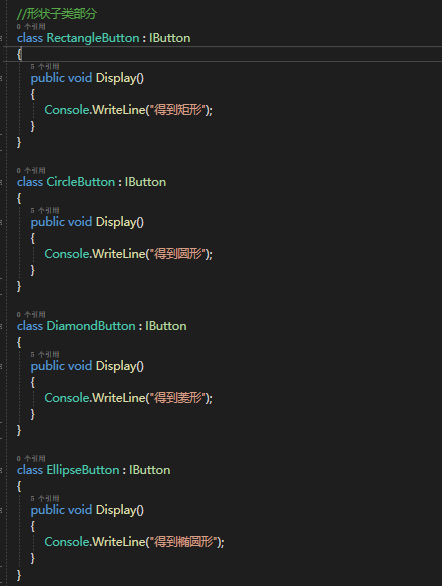 //形状子类部分
0 个引用
class RectangleButton : IButton
{
5 个引用
public void Display()
{
Console.WriteLine("得到矩形");
}
}
0 个引用
class CircleButton : IButton
{
5 个引用
public void Display()
{
Console.WriteLine("得到圆形");
}
}
0 个引用
class DiamondButton : IButton
{
5 个引用
public void Display()
{
Console.WriteLine("得到菱形");
}
}
0 个引用
class EllipseButton : IButton
{
5 个引用
public void Display()
{
Console.WriteLine("得到椭圆形");
}
}